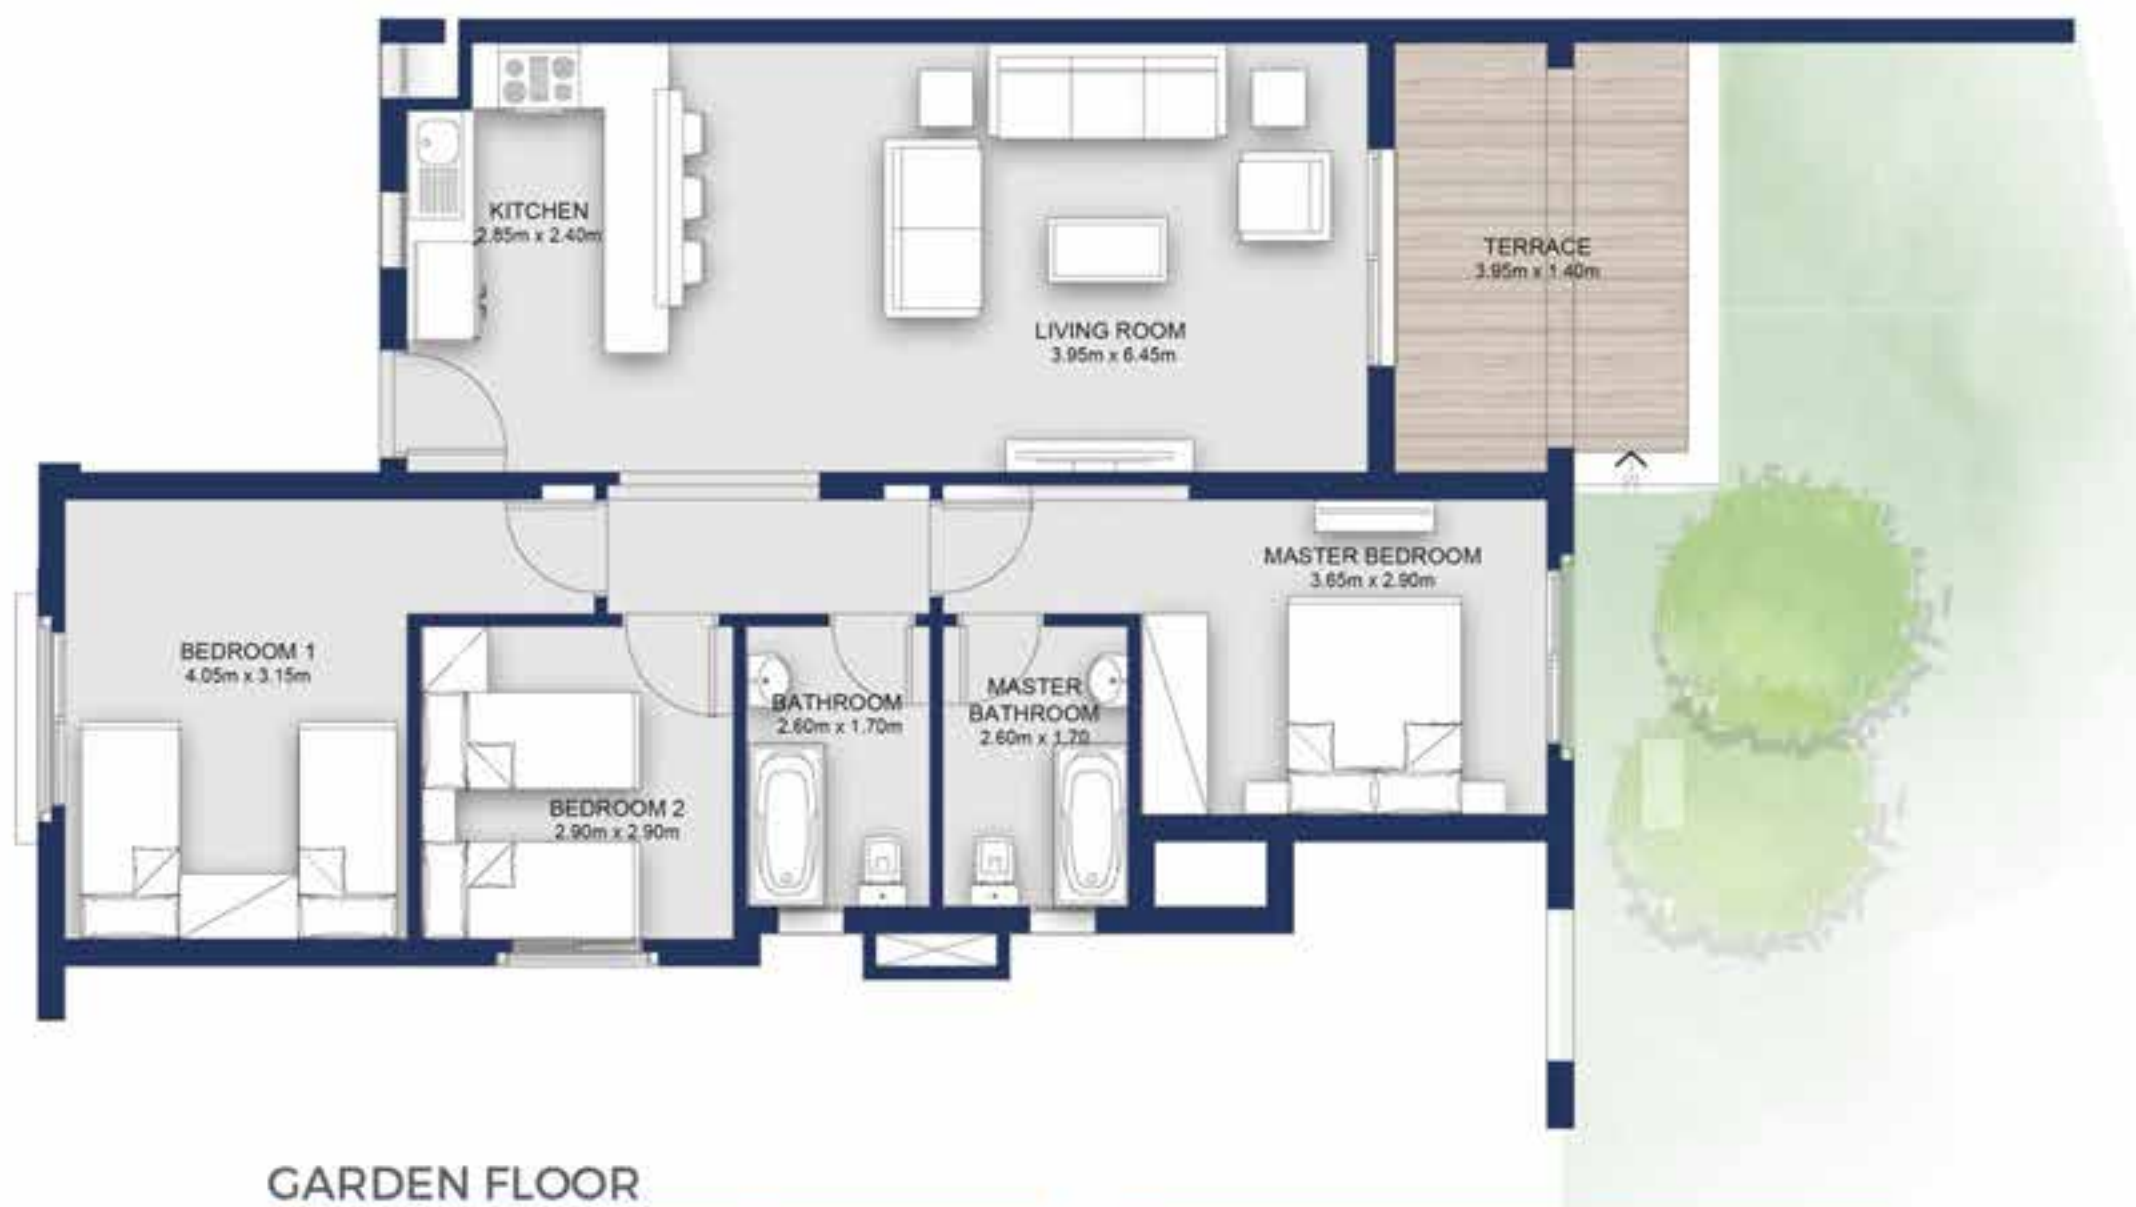 KITCHEN
2.85m x 2.40m
TERRACE
3.95m x 1.40m
LIVING ROOM
3.95m x 6.45m
MASTER BEDROOM
3.65m x 2.90m
BEDROOM 1
4.05m x 3.15m
MASTER
BATHROOM
2.60m x 1.70
BATHROOM
2.60m x 1.70m
BEDROOM 2
2.90m x 2.90m
GARDEN FLOOR